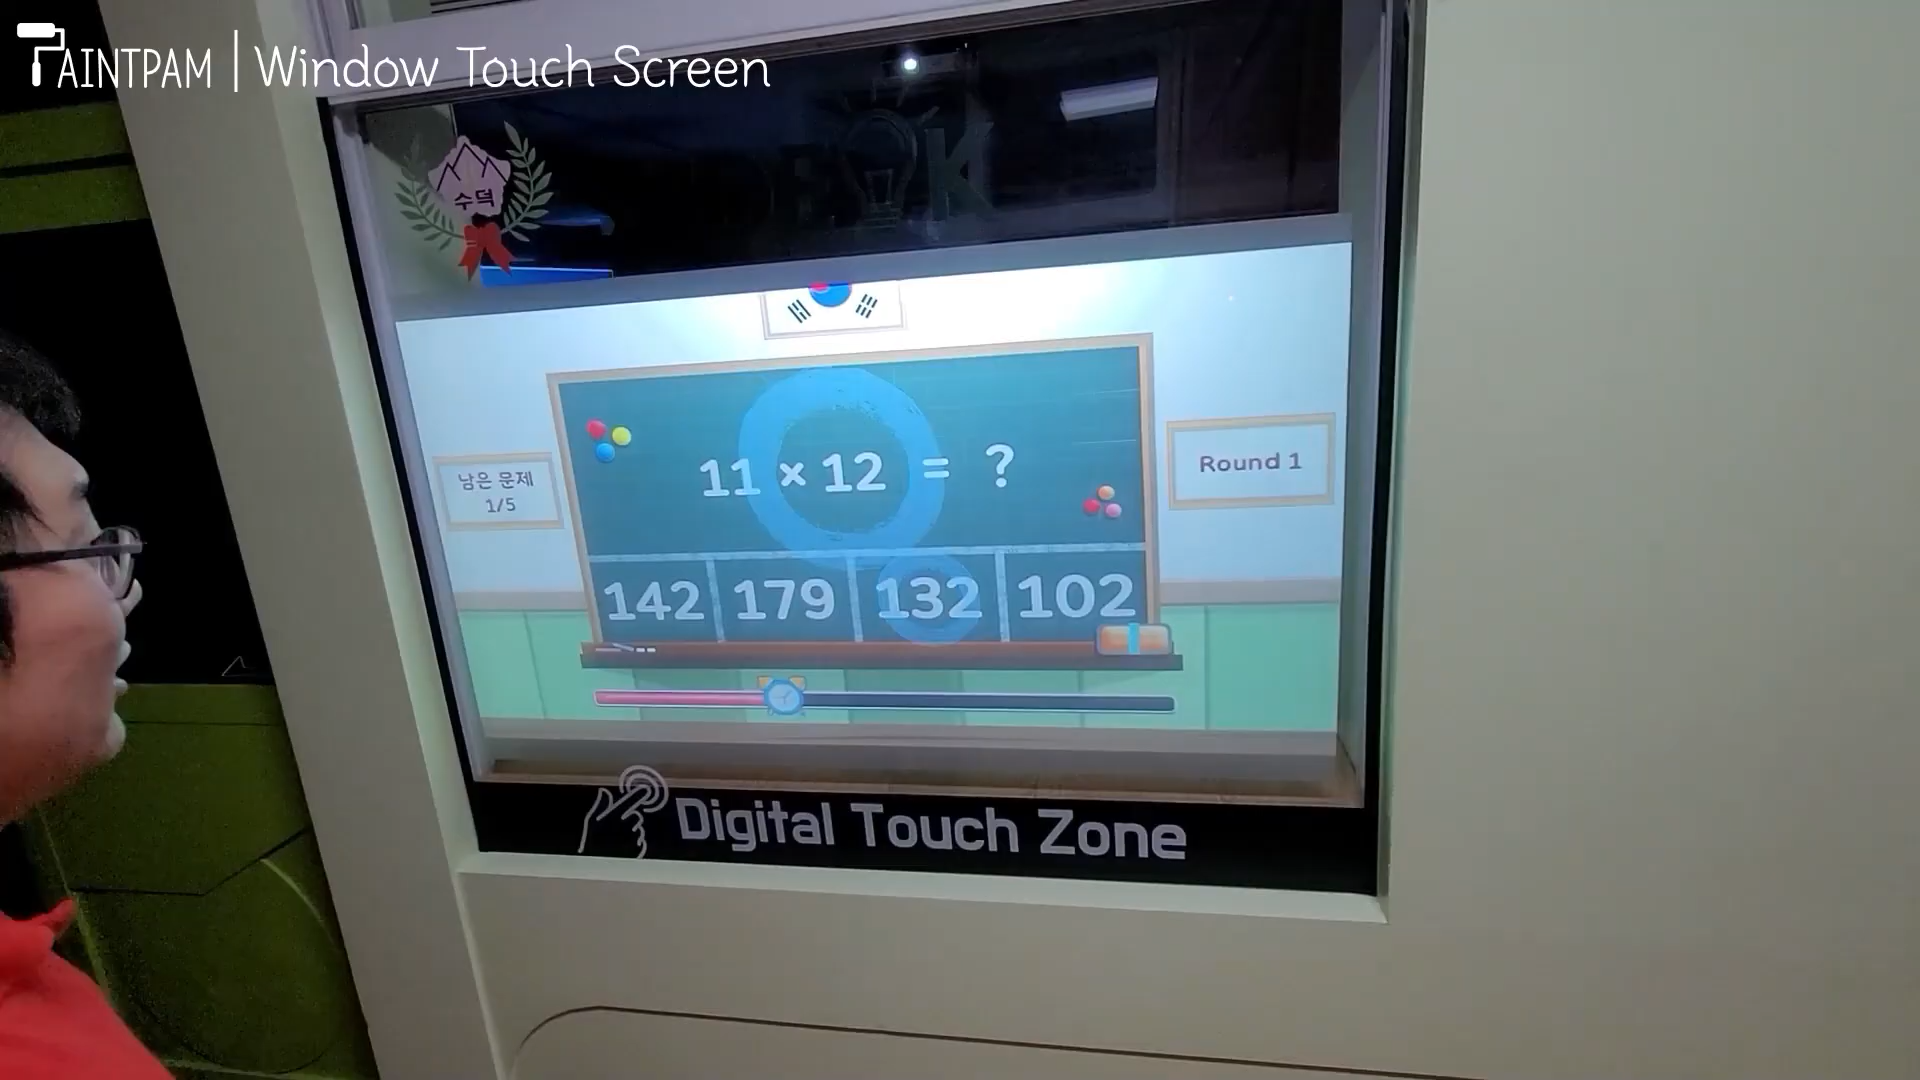 PAINTPAM | Window Touch Screen
수덕
남은 문제
1/5
11 × 12 = ?
Round 1
142 179 132 102
Digital Touch Zone